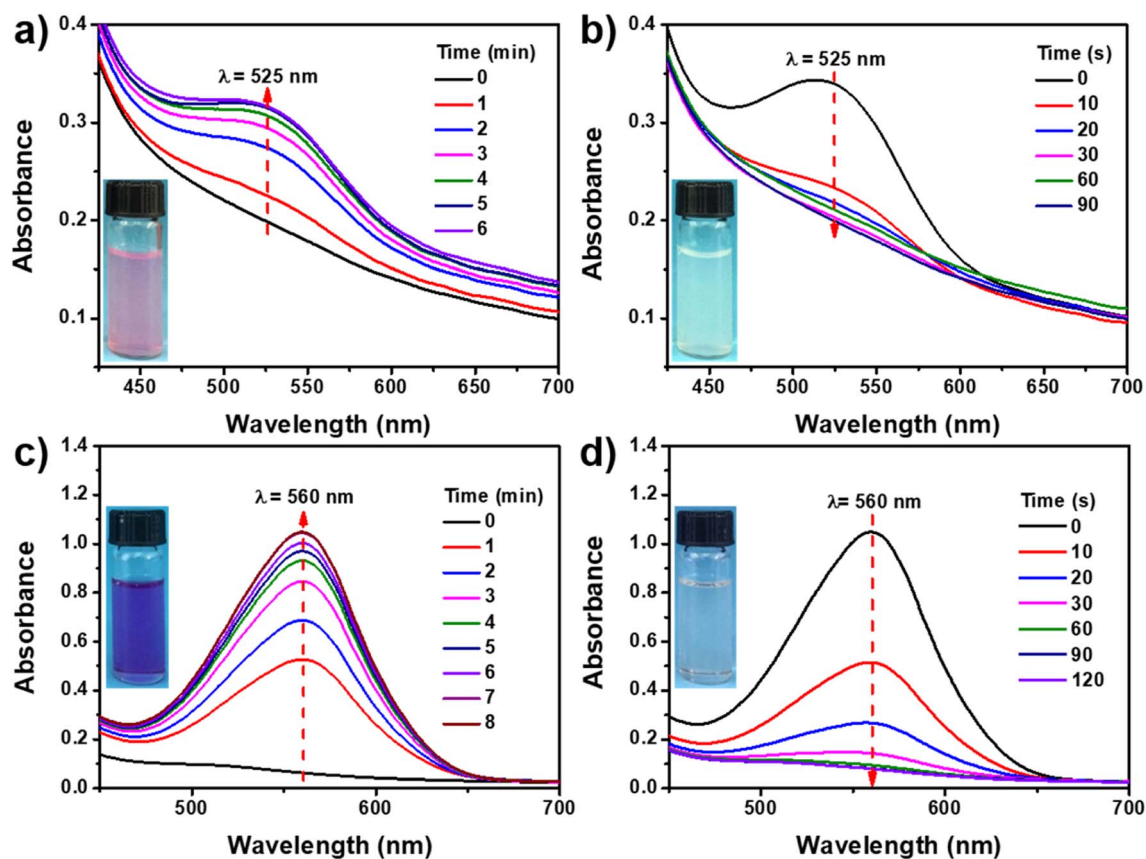 a)
Absorbance
0.4
0.3
0.2
0.1
λ = 525 nm
Time (min)
0
1
2
3
4
5
6
450 500 550 600 650 700
Wavelength (nm)
b)
Absorbance
0.4
0.3
0.2
0.1
λ = 525 nm
Time (s)
0
10
20
30
60
90
450 500 550 600 650 700
Wavelength (nm)
c)
Absorbance
1.4
1.2
1.0
0.8
0.6
0.4
0.2
0.0
λ = 560 nm
Time (min)
0
1
2
3
4
5
6
7
8
500 600 700
Wavelength (nm)
d)
Absorbance
1.4
1.2
1.0
0.8
0.6
0.4
0.2
0.0
λ= 560 nm
Time (s)
0
10
20
30
60
90
120
500 600 700
Wavelength (nm)